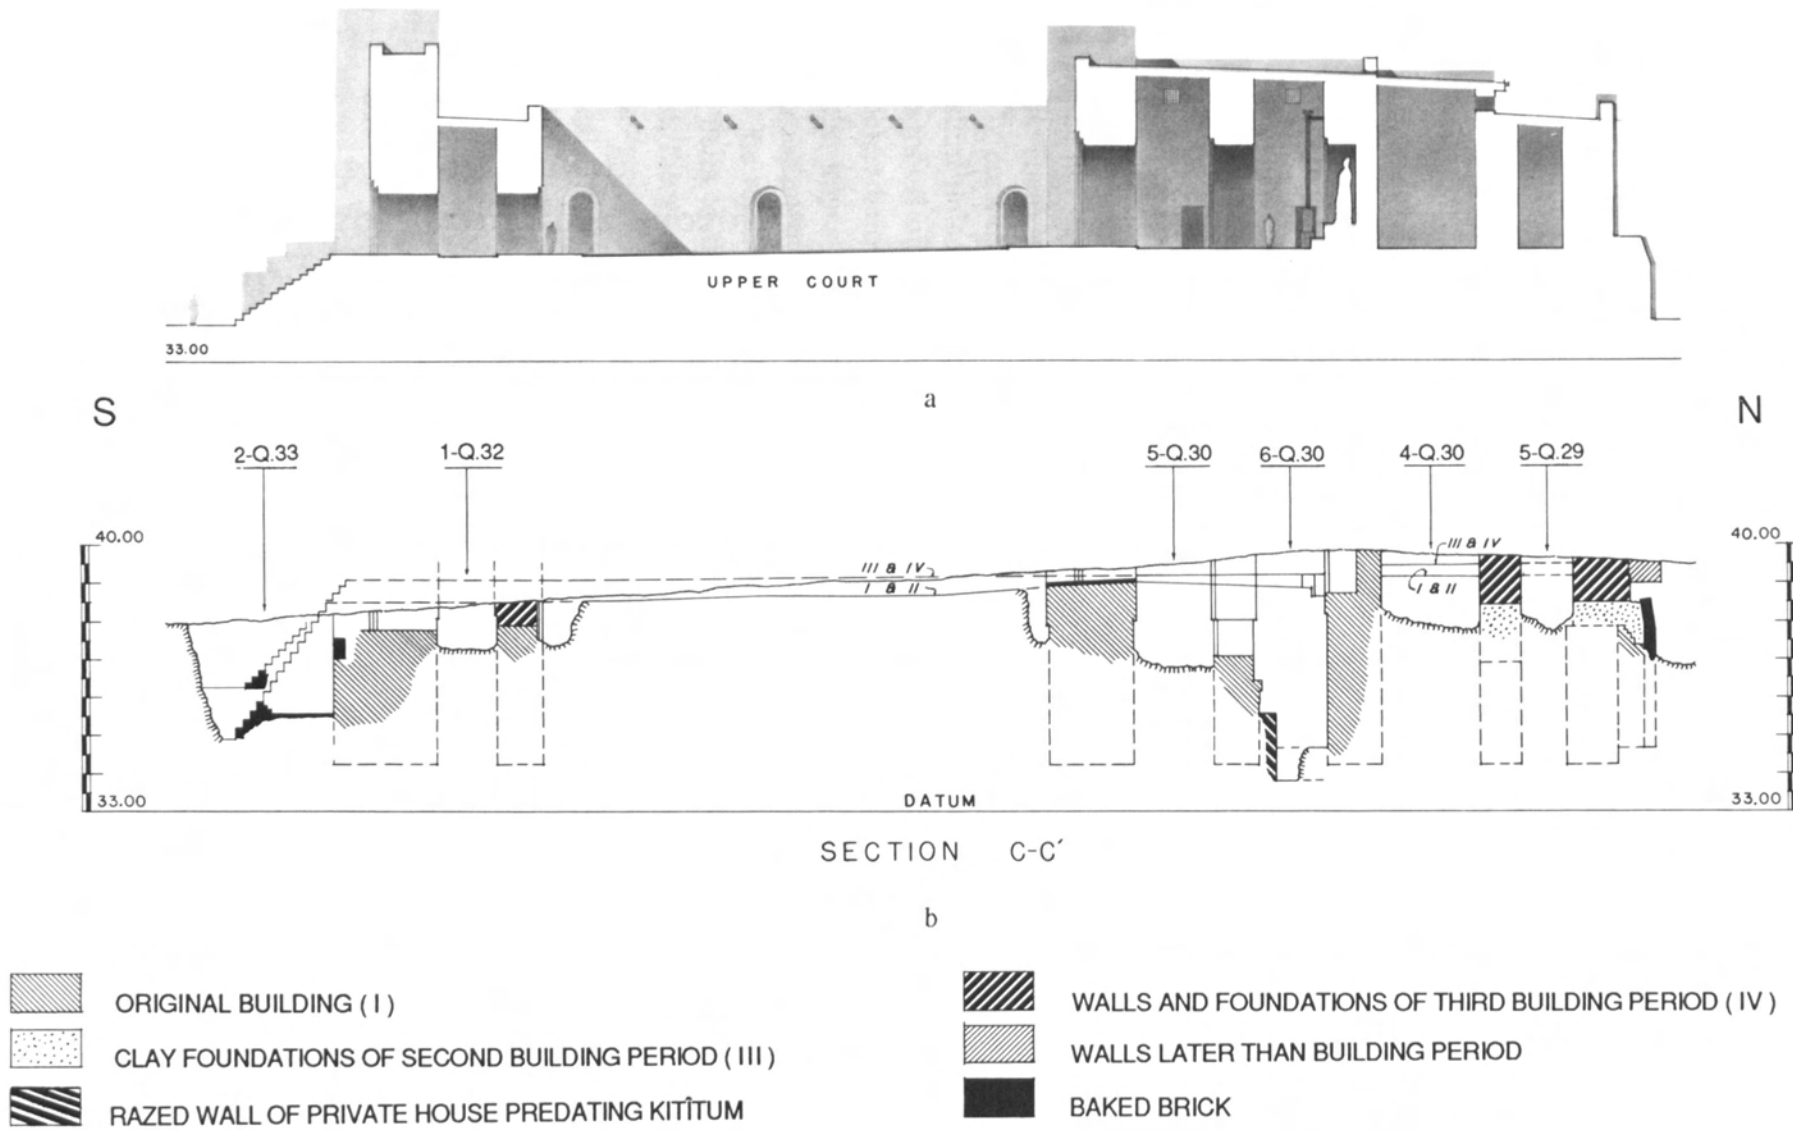 UPPER COURT
33.00
a
S
N
2-Q.33
1-Q.32
5-Q.30
6-Q.30
4-Q.30
5-Q.29
40.00
40.00
III & IV
III & IV
I & II
I & II
33.00
DATUM
33.00
SECTION C-C′
b
ORIGINAL BUILDING ( I )
WALLS AND FOUNDATIONS OF THIRD BUILDING PERIOD ( IV )
CLAY FOUNDATIONS OF SECOND BUILDING PERIOD ( III )
WALLS LATER THAN BUILDING PERIOD
RAZED WALL OF PRIVATE HOUSE PREDATING KITÎTUM
BAKED BRICK